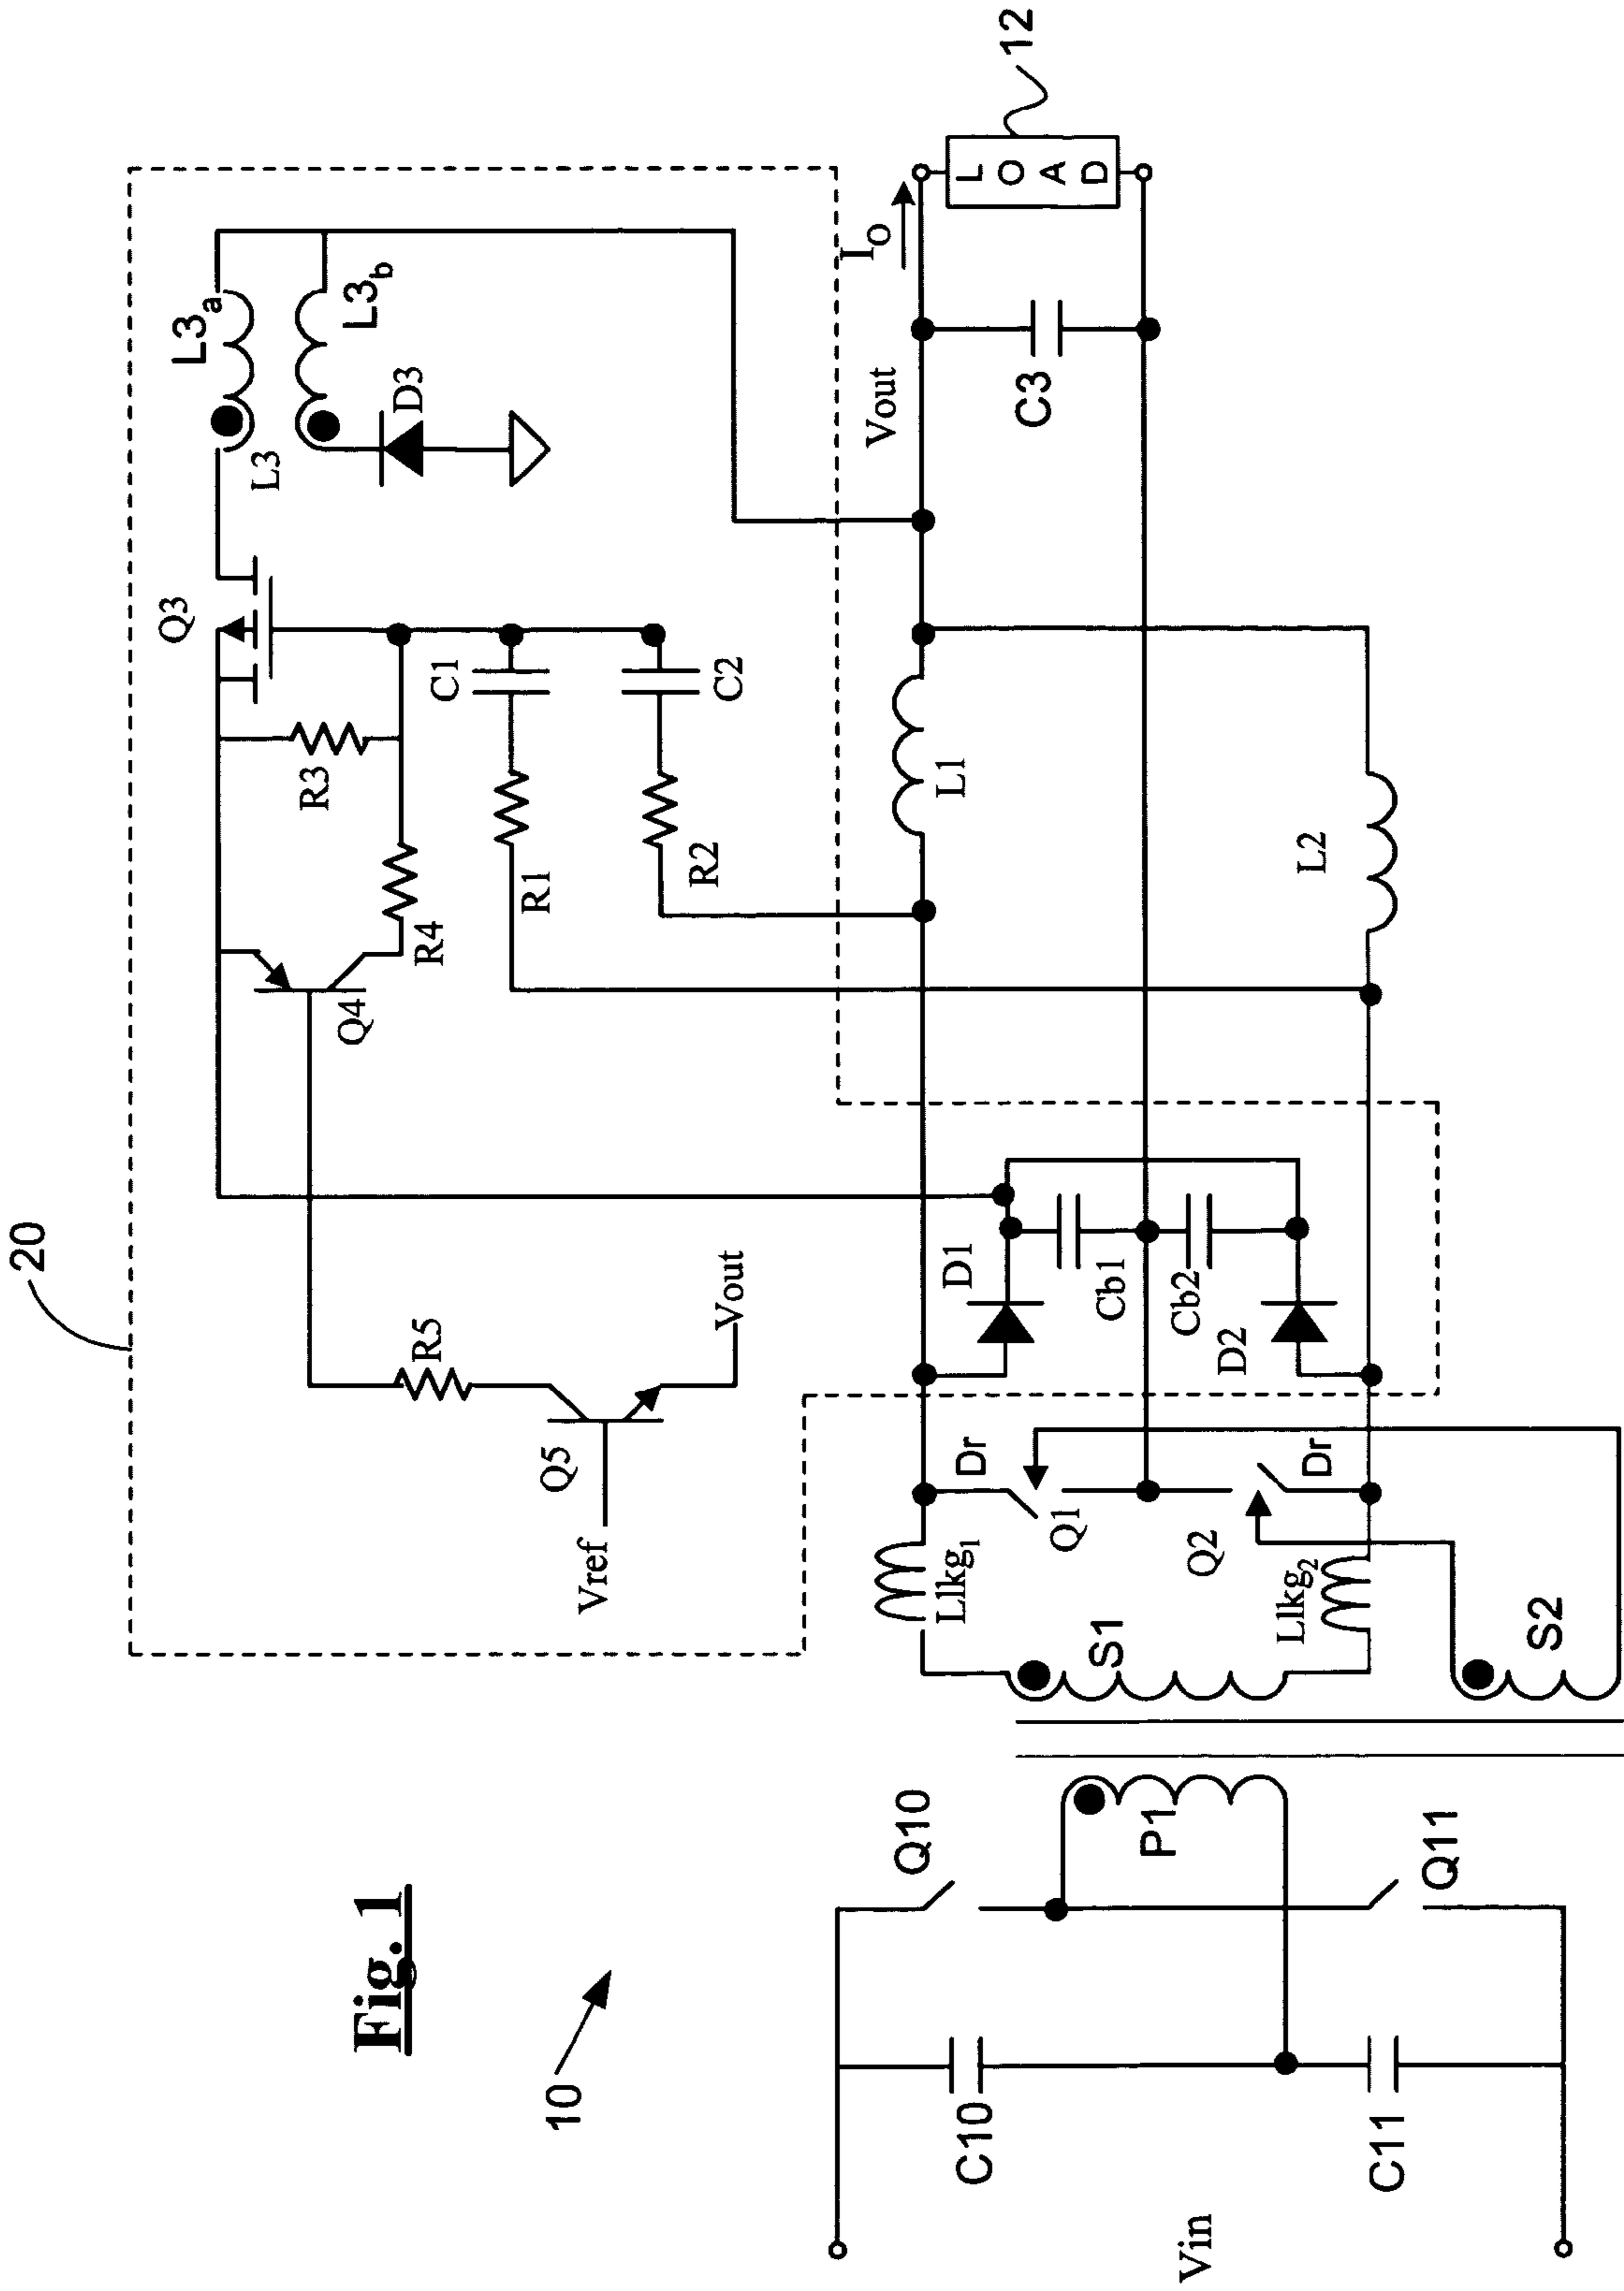 20
Q3
L3
L3a
L3b
D3
R3
C1
C2
R4
R1
R2
Q4
R5
Q5
Vref
Vout
Io
12
LOAD
Vout
C3
L1
L2
D1
Cb1
Cb2
D2
Dr
Q1
Q2
Dr
Llkg1
Llkg2
S1
S2
P1
Q10
Q11
C10
C11
Vin
10
Fig. 1